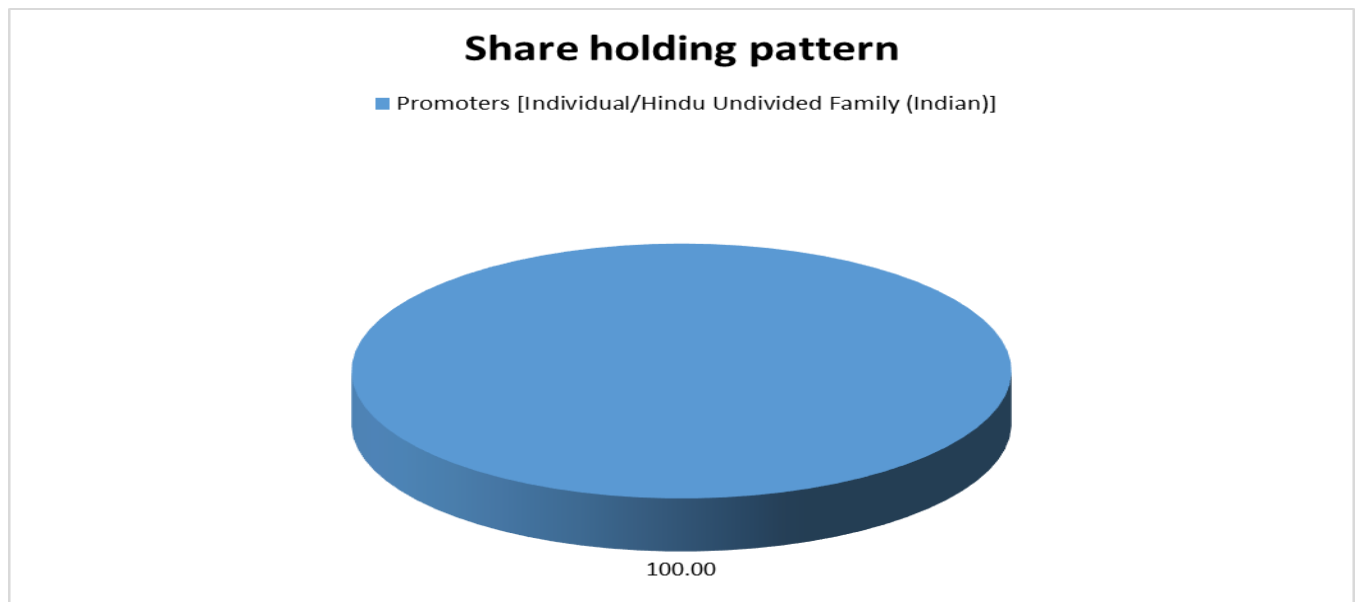 Share holding pattern
Promoters [Individual/Hindu Undivided Family (Indian)]
100.00